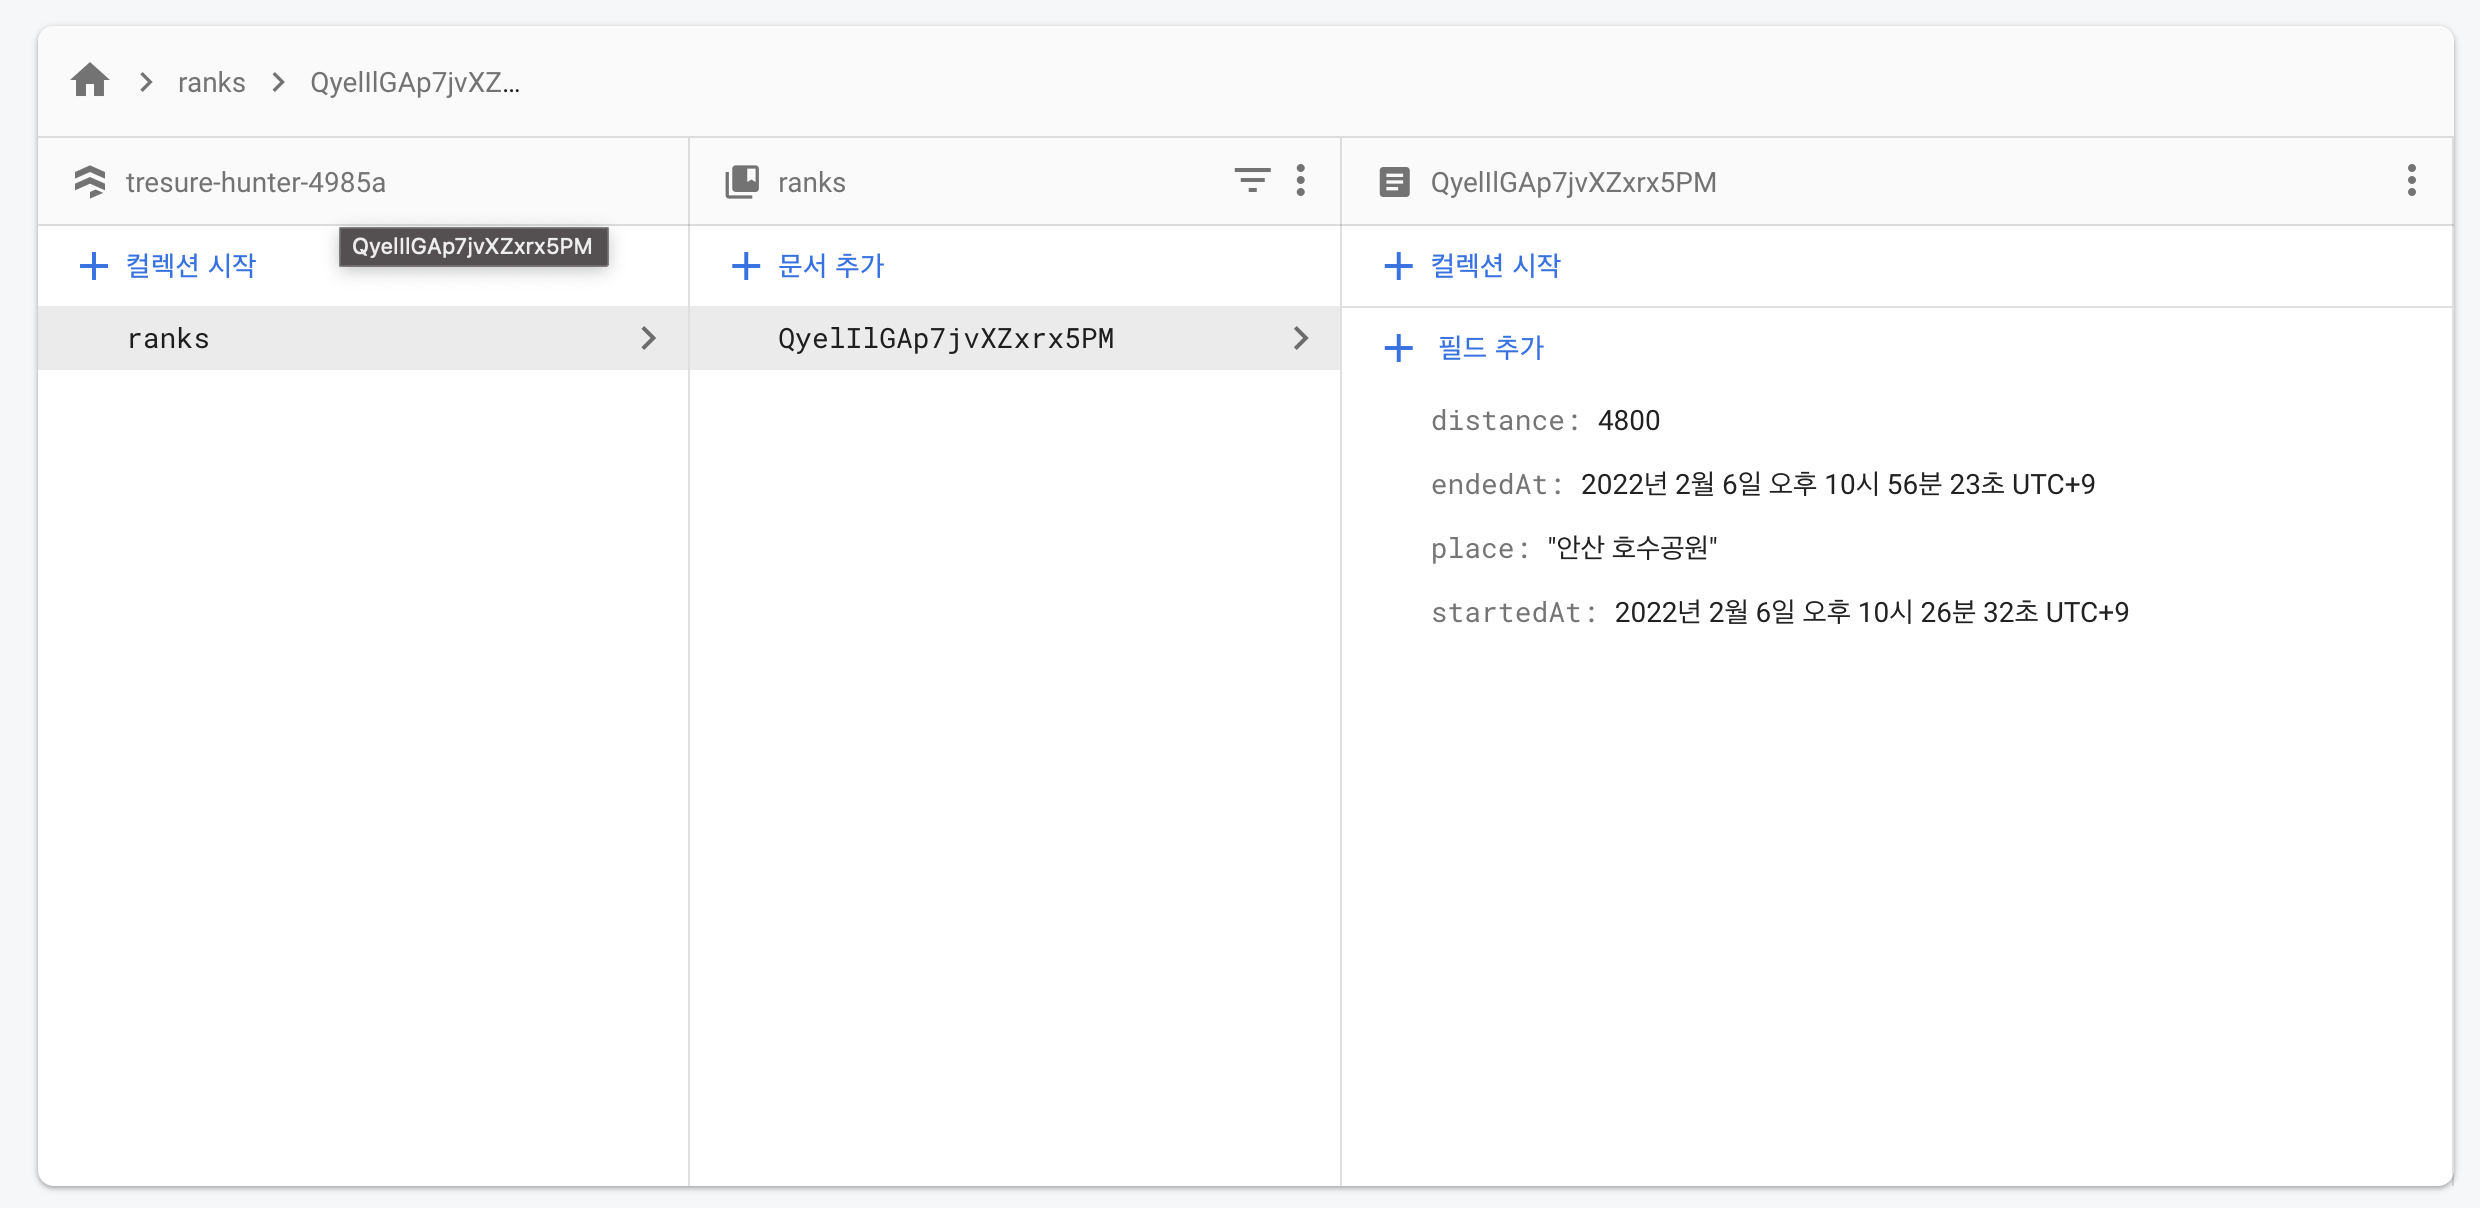 ranks
QyelIlGAp7jvXZ...
tresure-hunter-4985a
ranks
QyelIlGAp7jvXZxrx5PM
QyelIlGAp7jvXZxrx5PM
컬렉션 시작
문서 추가
컬렉션 시작
ranks
QyelIlGAp7jvXZxrx5PM
필드 추가
distance: 4800
endedAt: 2022년 2월 6일 오후 10시 56분 23초 UTC+9
place: "안산 호수공원"
startedAt: 2022년 2월 6일 오후 10시 26분 32초 UTC+9